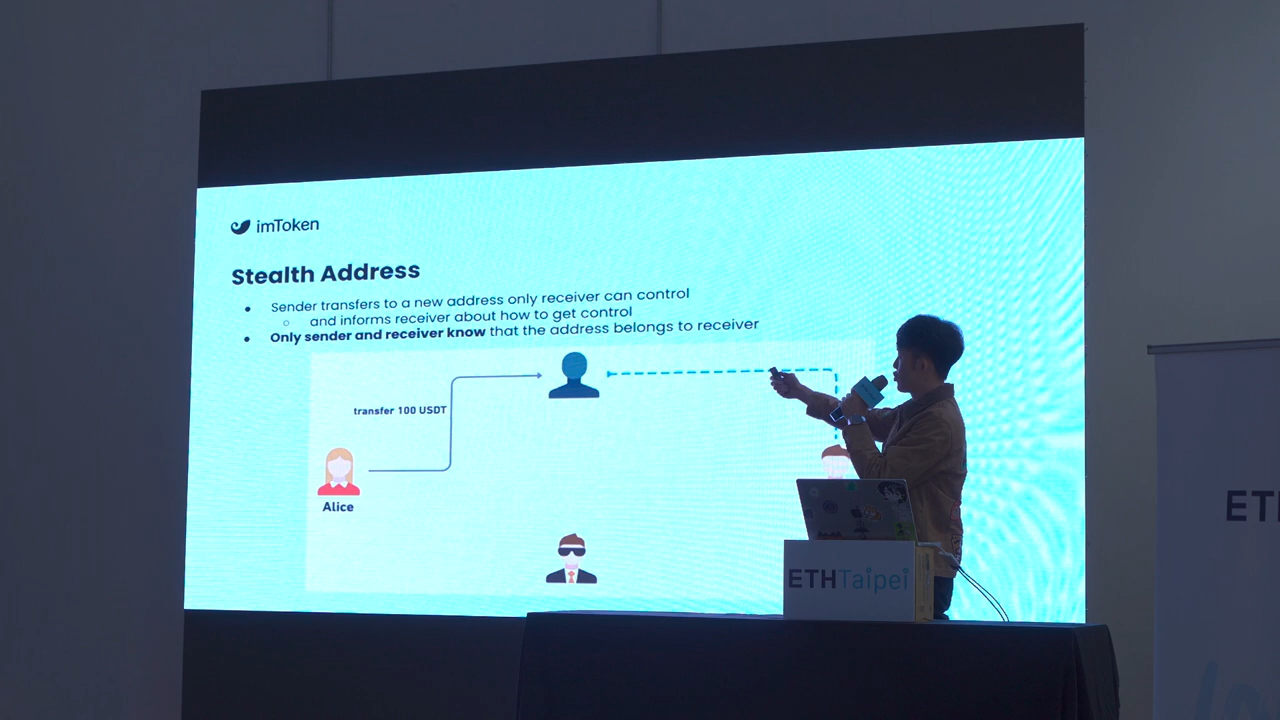 imToken
Stealth Address
Sender transfers to a new address only receiver can control
and informs receiver about how to get control
Only sender and receiver know that the address belongs to receiver
transfer 100 USDT
Alice
ETHTaipei
ET